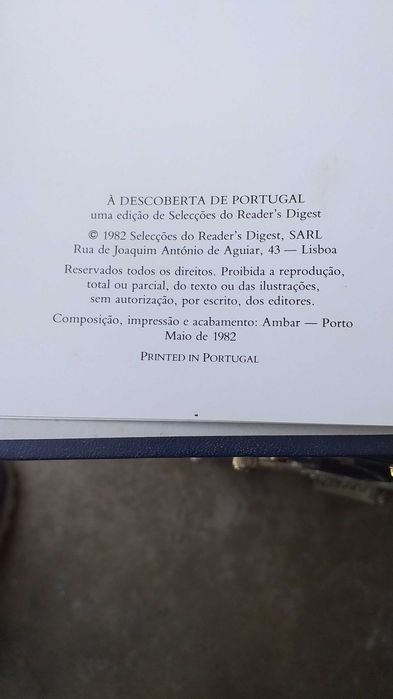 À DESCOBERTA DE PORTUGAL
uma edição de Selecções do Reader's Digest
© 1982 Selecções do Reader's Digest, SARL
Rua de Joaquim António de Aguiar, 43 — Lisboa
Reservados todos os direitos. Proibida a reprodução,
total ou parcial, do texto ou das ilustrações,
sem autorização, por escrito, dos editores.
Composição, impressão e acabamento: Ambar — Porto
Maio de 1982
PRINTED IN PORTUGAL